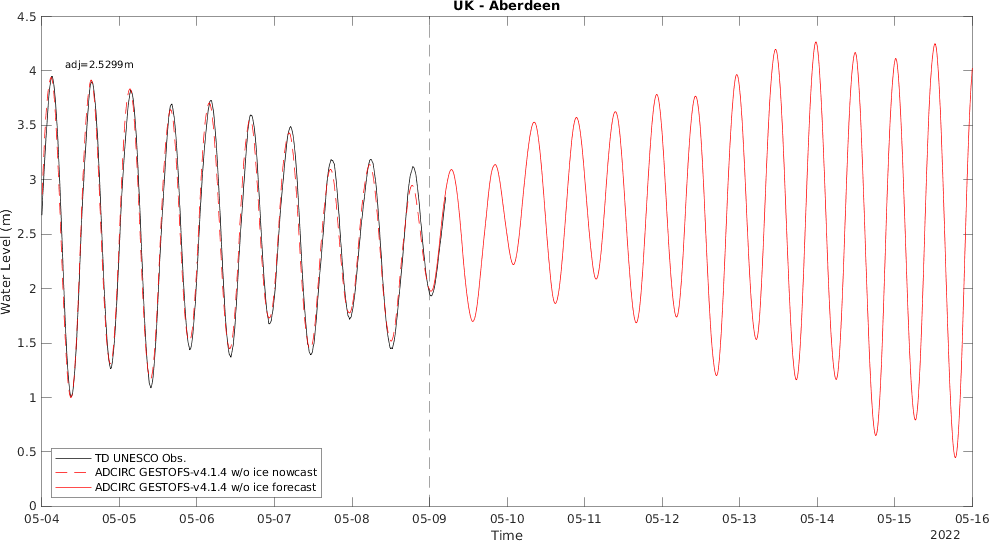 UK - Aberdeen
4.5
4
3.5
3
2.5
2
1.5
1
0.5
0
Water Level (m)
adj=2.5299m
TD UNESCO Obs.
ADCIRC GESTOFS-v4.1.4 w/o ice nowcast
ADCIRC GESTOFS-v4.1.4 w/o ice forecast
05-04 05-05 05-06 05-07 05-08 05-09 05-10 05-11 05-12 05-13 05-14 05-15 05-16
Time
2022